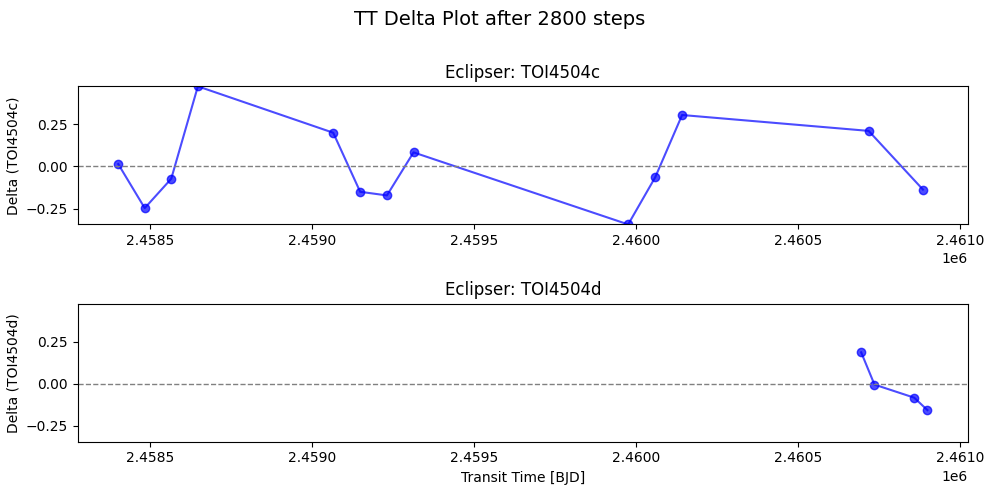 TT Delta Plot after 2800 steps
Eclipser: TOI4504c
Delta (TOI4504c)
0.25
0.00
−0.25
2.4585 2.4590 2.4595 2.4600 2.4605 2.4610
1e6
Eclipser: TOI4504d
Delta (TOI4504d)
0.25
0.00
−0.25
2.4585 2.4590 2.4595 2.4600 2.4605 2.4610
1e6
Transit Time [BJD]